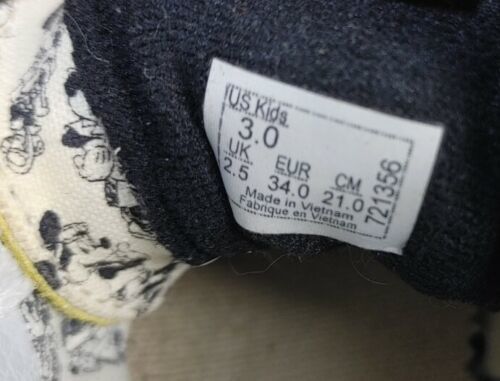 US Kids
3.0
UK EUR CM
2.5 34.0 21.0
Made in Vietnam
Fabrique en Vietnam
721356